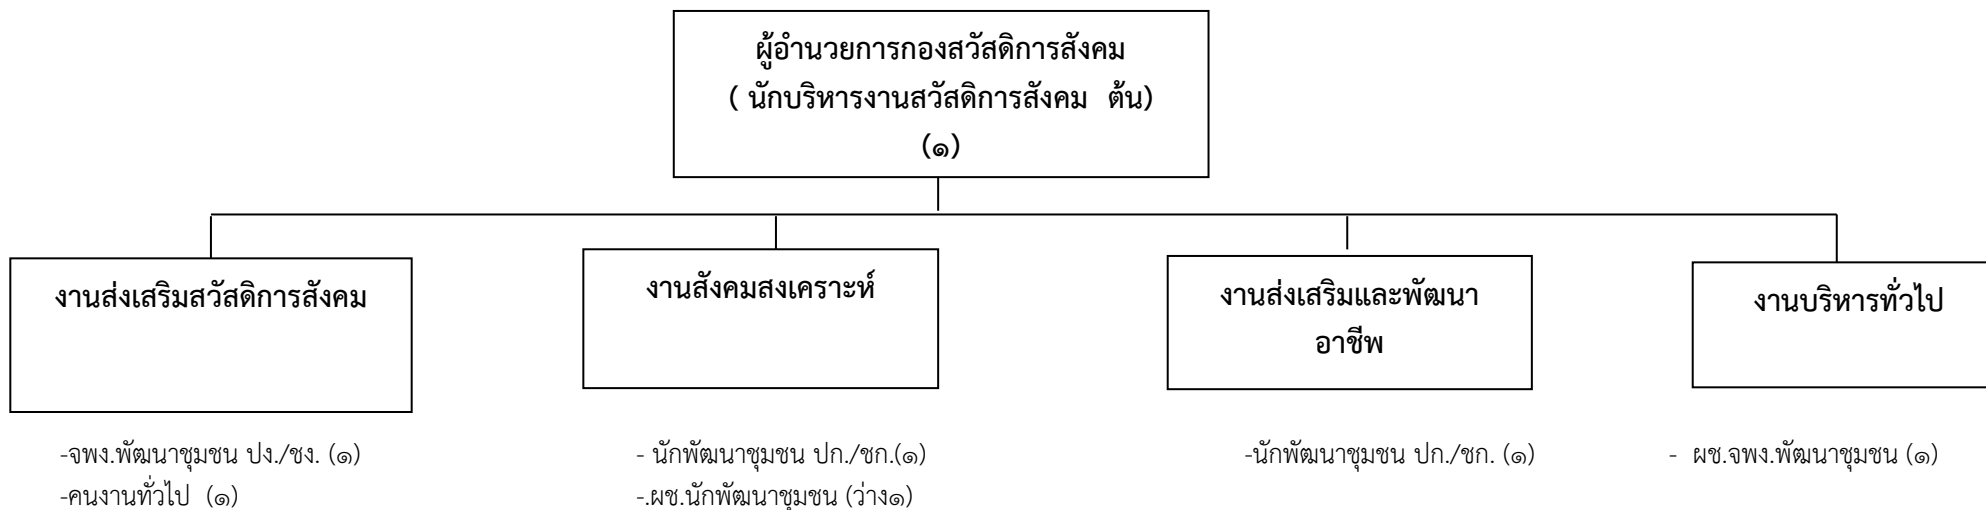 ผู้อำนวยการกองสวัสดิการสังคม
( นักบริหารงานสวัสดิการสังคม ต้น)
(๑)
งานส่งเสริมสวัสดิการสังคม
งานสังคมสงเคราะห์
งานส่งเสริมและพัฒนา
อาชีพ
งานบริหารทั่วไป
-จพง.พัฒนาชุมชน ปง./ชง. (๑)
-คนงานทั่วไป (๑)
- นักพัฒนาชุมชน ปก./ชก.(๑)
-.ผช.นักพัฒนาชุมชน (ว่าง๑)
-นักพัฒนาชุมชน ปก./ชก. (๑)
- ผช.จพง.พัฒนาชุมชน (๑)